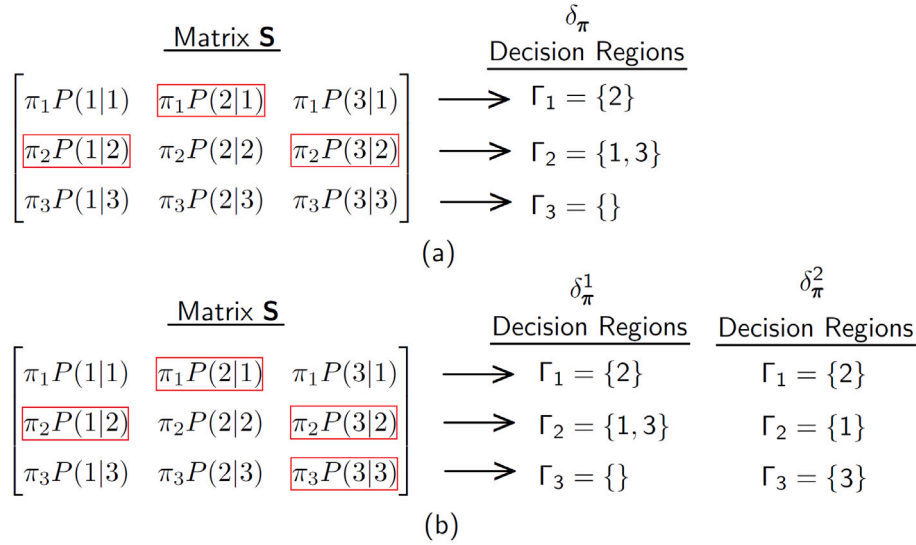 δ_π
Matrix S Decision Regions
π₁P(1|1) π₁P(2|1) π₁P(3|1) Γ₁ = {2}
π₂P(1|2) π₂P(2|2) π₂P(3|2) Γ₂ = {1, 3}
π₃P(1|3) π₃P(2|3) π₃P(3|3) Γ₃ = {}
(a)
δ¹_π δ²_π
Matrix S Decision Regions Decision Regions
π₁P(1|1) π₁P(2|1) π₁P(3|1) Γ₁ = {2} Γ₁ = {2}
π₂P(1|2) π₂P(2|2) π₂P(3|2) Γ₂ = {1, 3} Γ₂ = {1}
π₃P(1|3) π₃P(2|3) π₃P(3|3) Γ₃ = {} Γ₃ = {3}
(b)